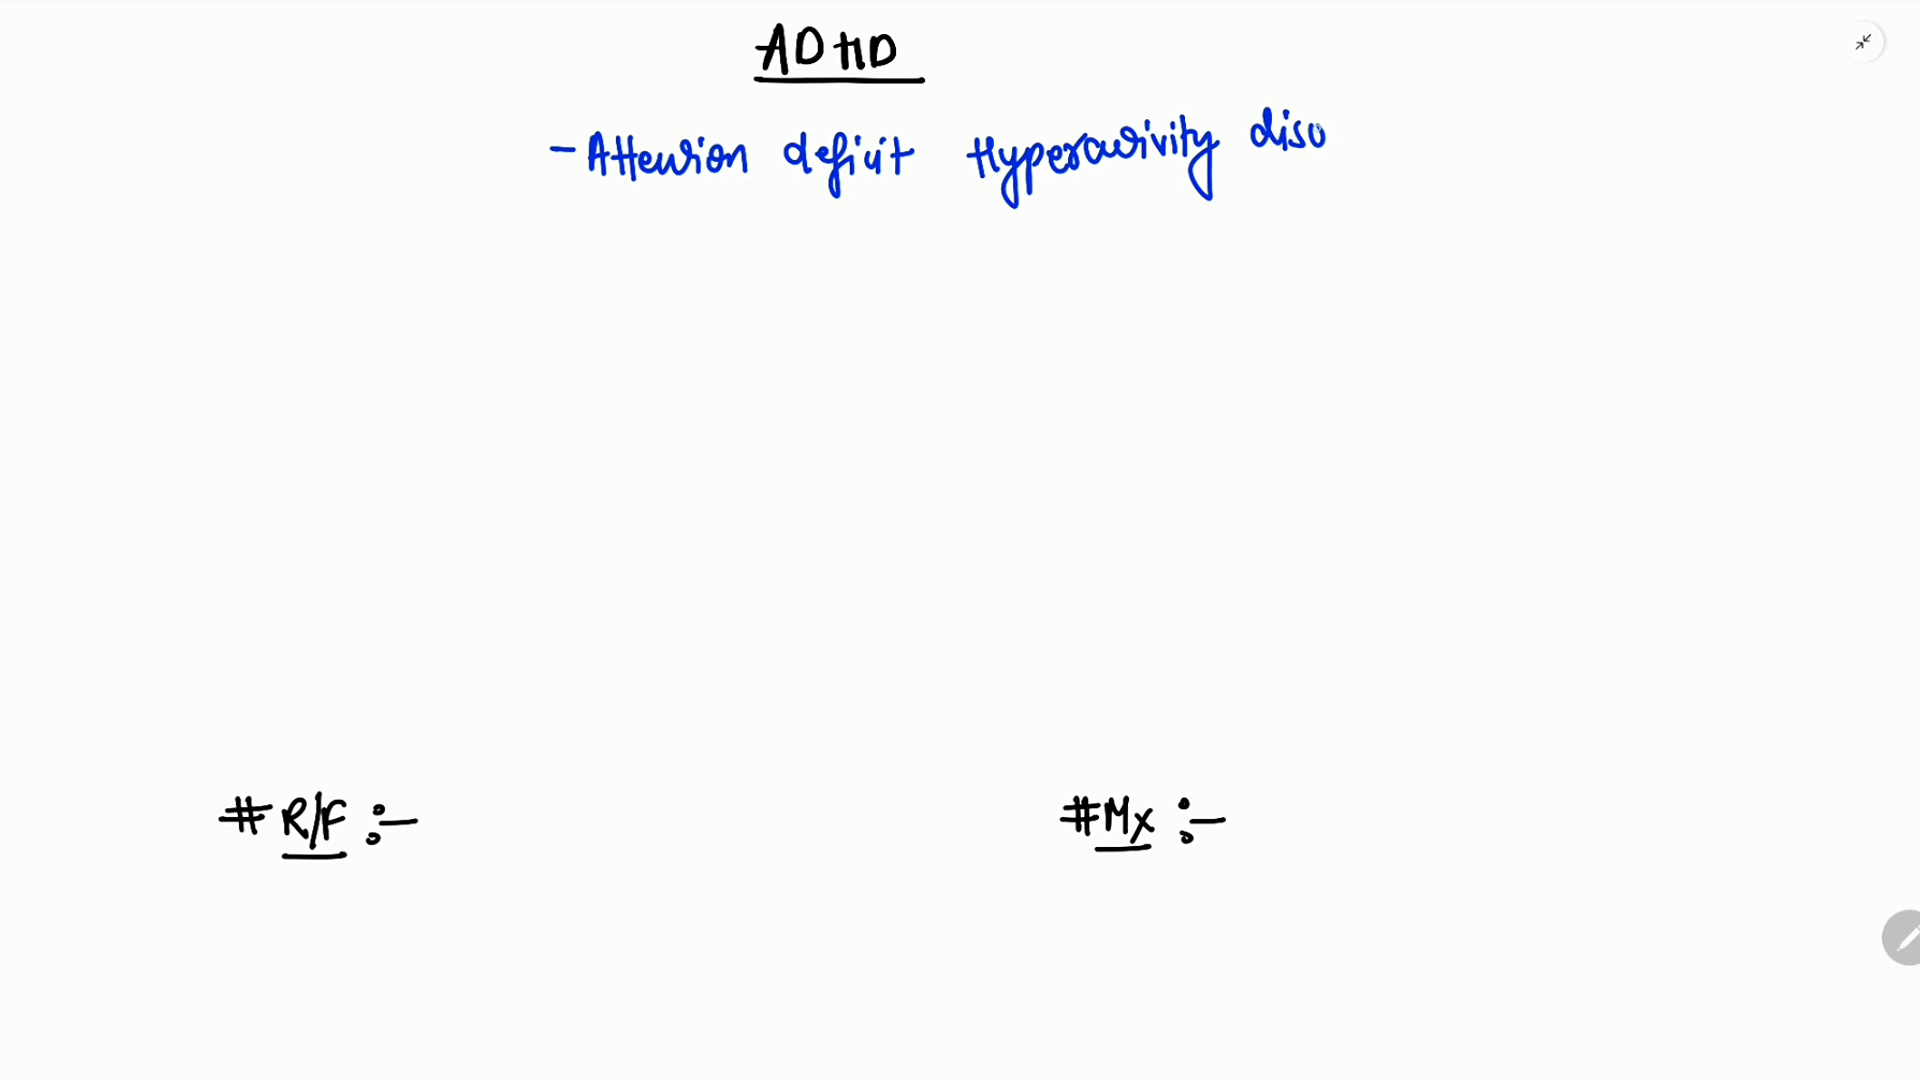 ADHD
- Attention deficit Hyperactivity diso
# R/F :-
# Mx :-